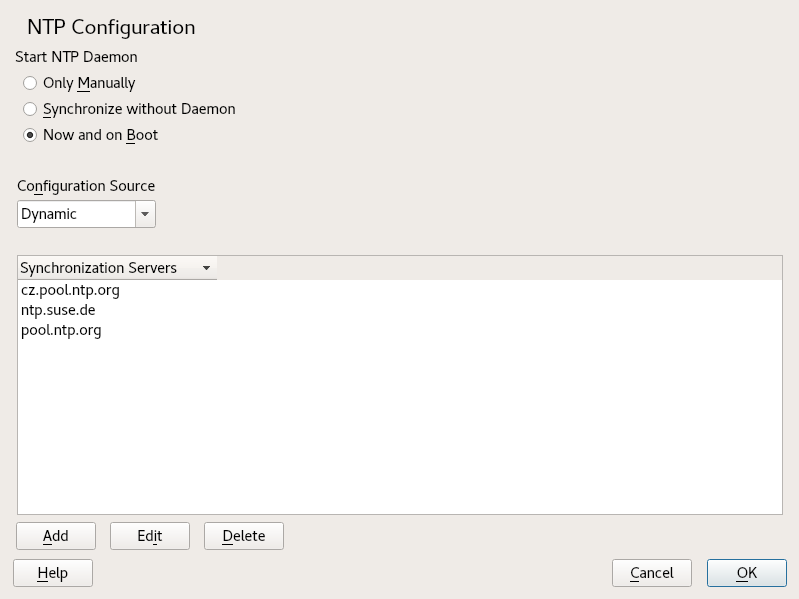 NTP Configuration
Start NTP Daemon
Only Manually
Synchronize without Daemon
Now and on Boot
Configuration Source
Dynamic
Synchronization Servers
cz.pool.ntp.org
ntp.suse.de
pool.ntp.org
Add Edit Delete
Help Cancel OK